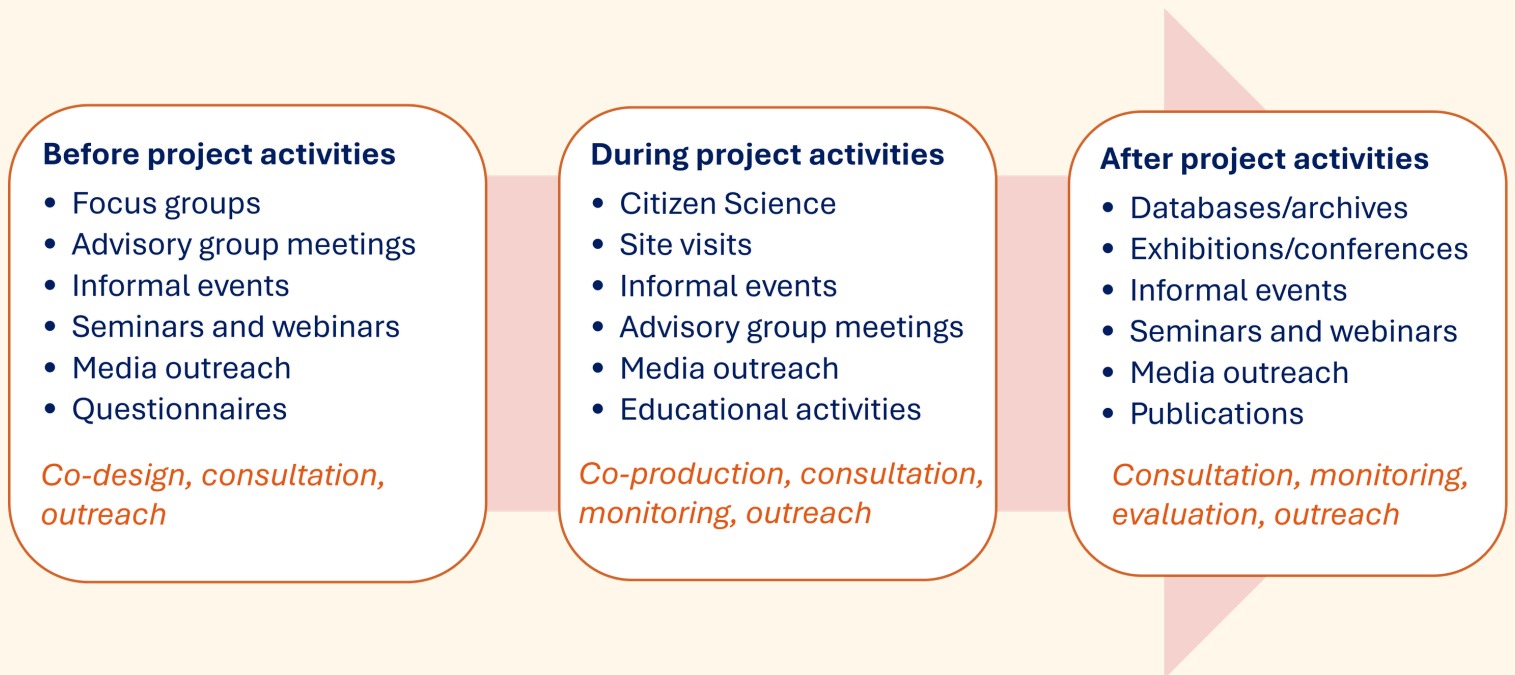 Before project activities
• Focus groups
• Advisory group meetings
• Informal events
• Seminars and webinars
• Media outreach
• Questionnaires
Co-design, consultation,
outreach
During project activities
• Citizen Science
• Site visits
• Informal events
• Advisory group meetings
• Media outreach
• Educational activities
Co-production, consultation,
monitoring, outreach
After project activities
• Databases/archives
• Exhibitions/conferences
• Informal events
• Seminars and webinars
• Media outreach
• Publications
Consultation, monitoring,
evaluation, outreach